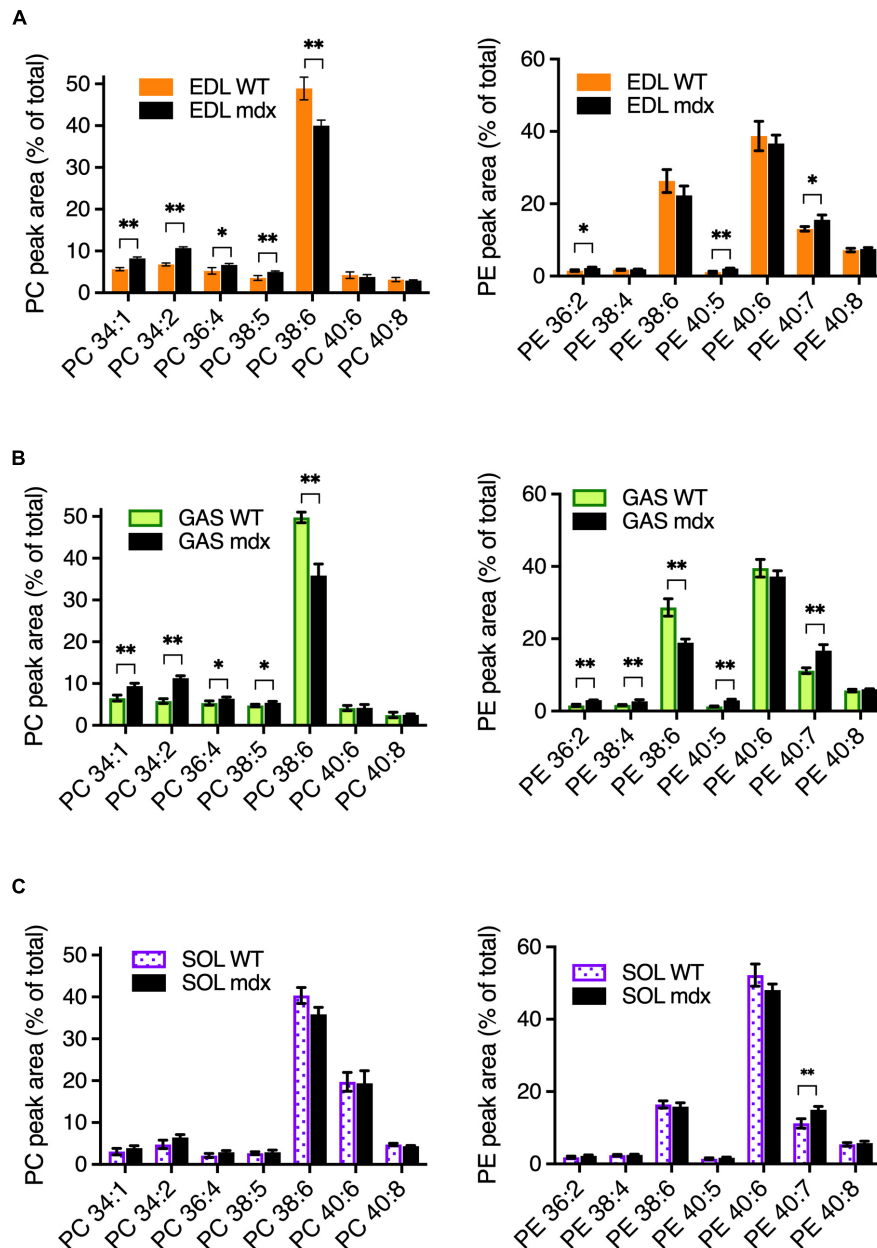 A
PC peak area (% of total)
50
40
30
20
10
0
EDL WT
EDL mdx
**
**
*
**
**
PC 34:1
PC 34:2
PC 36:4
PC 38:5
PC 38:6
PC 40:6
PC 40:8
PE peak area (% of total)
60
40
20
0
EDL WT
EDL mdx
*
**
*
PE 36:2
PE 38:4
PE 38:6
PE 40:5
PE 40:6
PE 40:7
PE 40:8
B
PC peak area (% of total)
50
40
30
20
10
0
GAS WT
GAS mdx
**
**
*
*
**
PC 34:1
PC 34:2
PC 36:4
PC 38:5
PC 38:6
PC 40:6
PC 40:8
PE peak area (% of total)
60
40
20
0
GAS WT
GAS mdx
**
**
**
**
**
PE 36:2
PE 38:4
PE 38:6
PE 40:5
PE 40:6
PE 40:7
PE 40:8
C
PC peak area (% of total)
50
40
30
20
10
0
SOL WT
SOL mdx
PC 34:1
PC 34:2
PC 36:4
PC 38:5
PC 38:6
PC 40:6
PC 40:8
PE peak area (% of total)
60
40
20
0
SOL WT
SOL mdx
**
PE 36:2
PE 38:4
PE 38:6
PE 40:5
PE 40:6
PE 40:7
PE 40:8